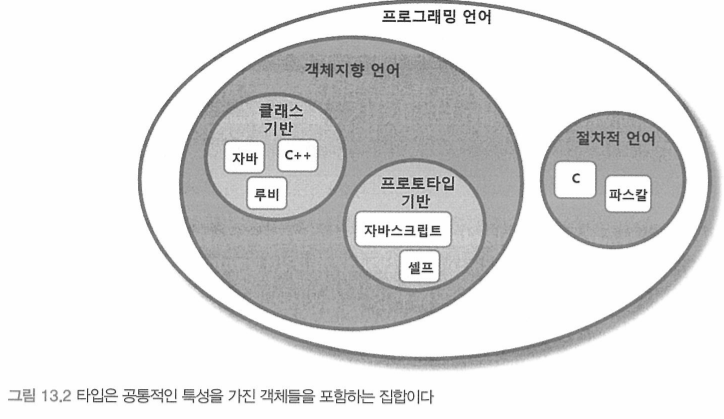 프로그래밍 언어
객체지향 언어
클래스
기반
자바
C++
루비
프로토타입
기반
자바스크립트
셀프
절차적 언어
C
파스칼
그림 13.2 타입은 공통적인 특성을 가진 객체들을 포함하는 집합이다